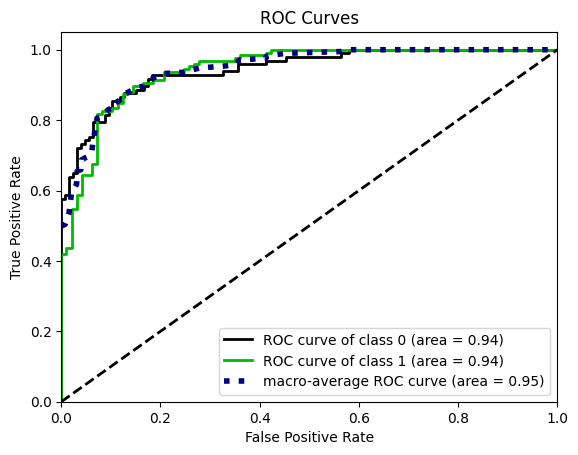 ROC Curves
True Positive Rate
1.0
0.8
0.6
0.4
0.2
0.0
ROC curve of class 0 (area = 0.94)
ROC curve of class 1 (area = 0.94)
macro-average ROC curve (area = 0.95)
0.0 0.2 0.4 0.6 0.8 1.0
False Positive Rate